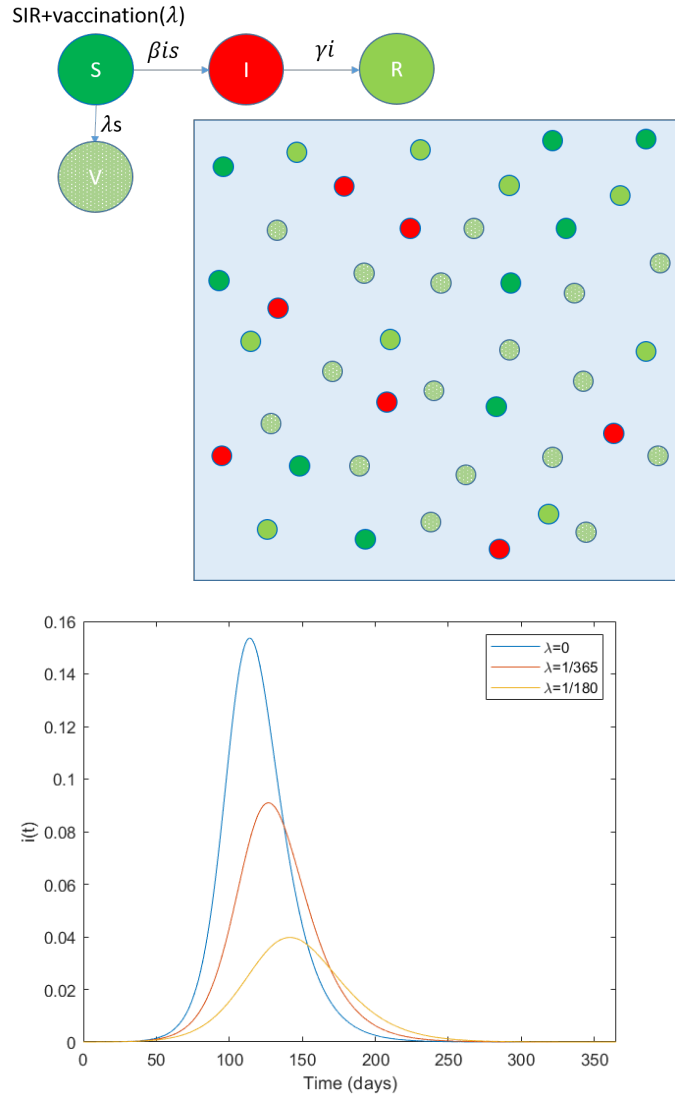 SIR+vaccination(λ)
βis
γi
S
I
R
λs
V
0.16
0.14
0.12
0.1
0.08
0.06
0.04
0.02
0
i(t)
λ=0
λ=1/365
λ=1/180
0 50 100 150 200 250 300 350
Time (days)